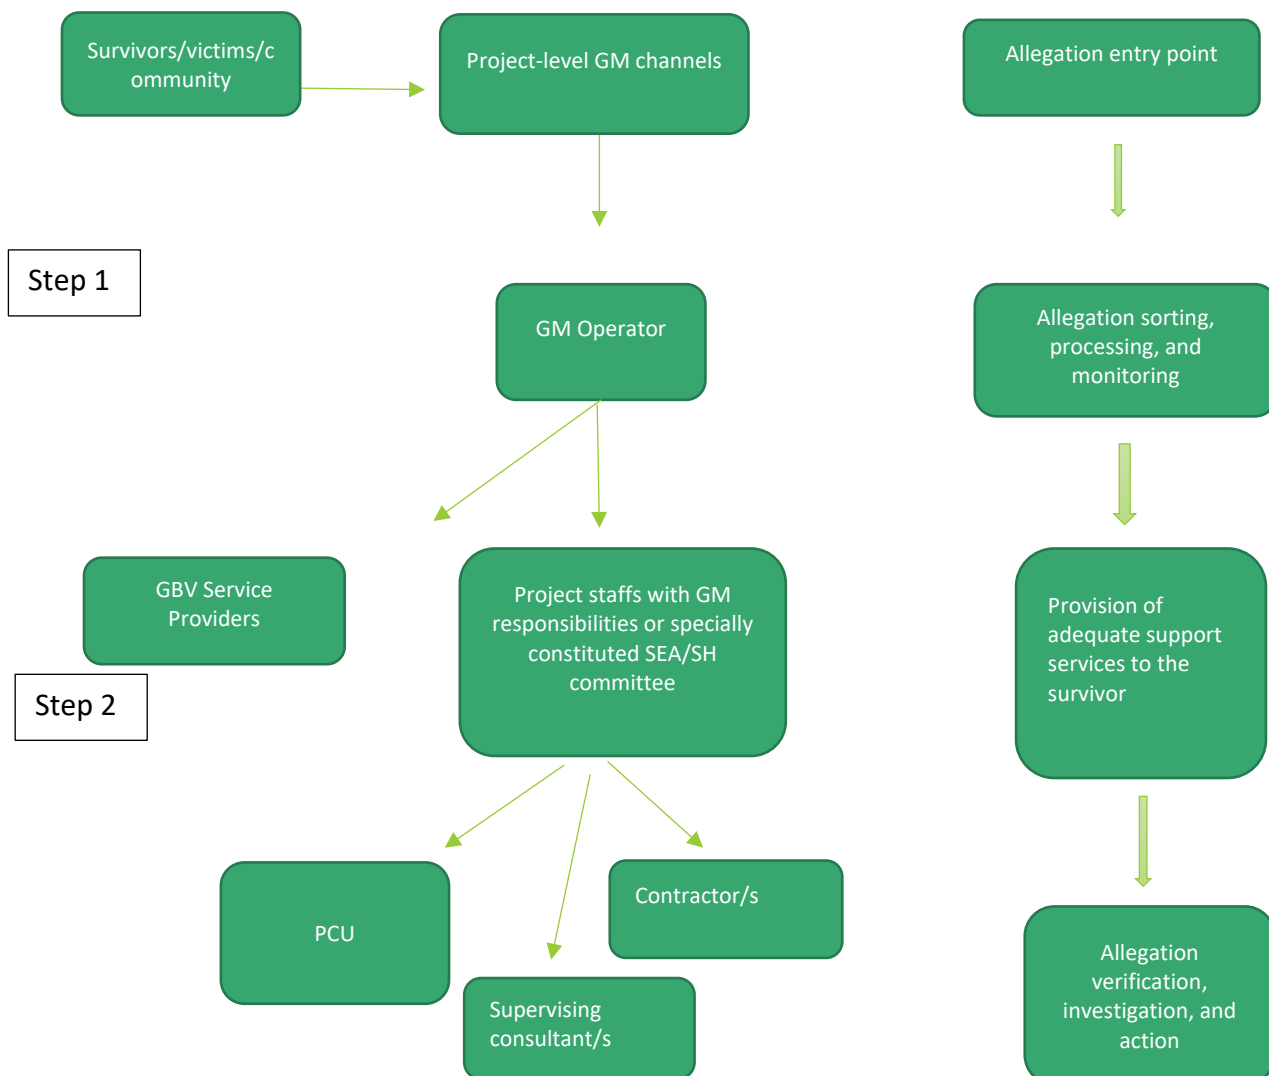 Survivors/victims/c
ommunity
Project-level GM channels
Allegation entry point
Step 1
GM Operator
Allegation sorting,
processing, and
monitoring
GBV Service
Providers
Project staffs with GM
responsibilities or specially
constituted SEA/SH
committee
Provision of
adequate support
services to the
survivor
Step 2
PCU
Contractor/s
Supervising
consultant/s
Allegation
verification,
investigation, and
action